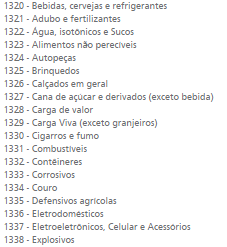 1320 - Bebidas, cervejas e refrigerantes
1321 - Adubo e fertilizantes
1322 - Água, isotônicos e Sucos
1323 - Alimentos não perecíveis
1324 - Autopeças
1325 - Brinquedos
1326 - Calçados em geral
1327 - Cana de açúcar e derivados (exceto bebida)
1328 - Carga de valor
1329 - Carga Viva (exceto granjeiros)
1330 - Cigarros e fumo
1331 - Combustíveis
1332 - Contêineres
1333 - Corrosivos
1334 - Couro
1335 - Defensivos agrícolas
1336 - Eletrodomésticos
1337 - Eletroeletrônicos, Celular e Acessórios
1338 - Explosivos